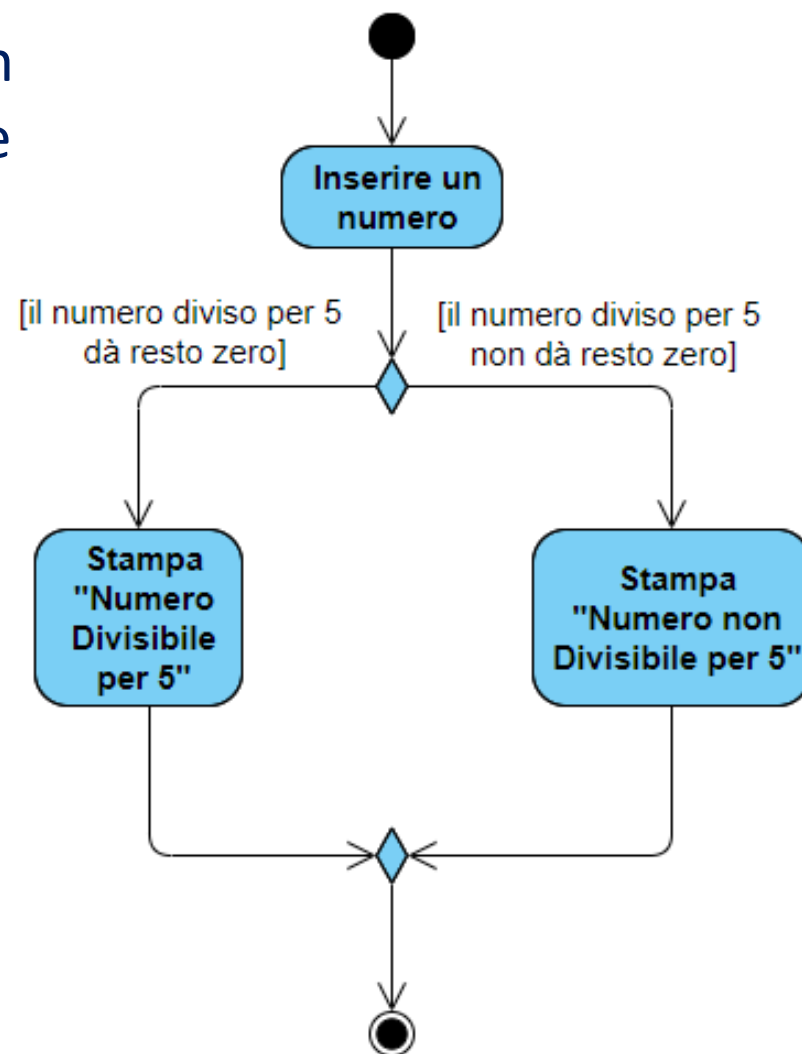 n
e
Inserire un
numero
[il numero diviso per 5
dà resto zero]
[il numero diviso per 5
non dà resto zero]
Stampa
"Numero
Divisibile
per 5"
Stampa
"Numero non
Divisibile per 5"